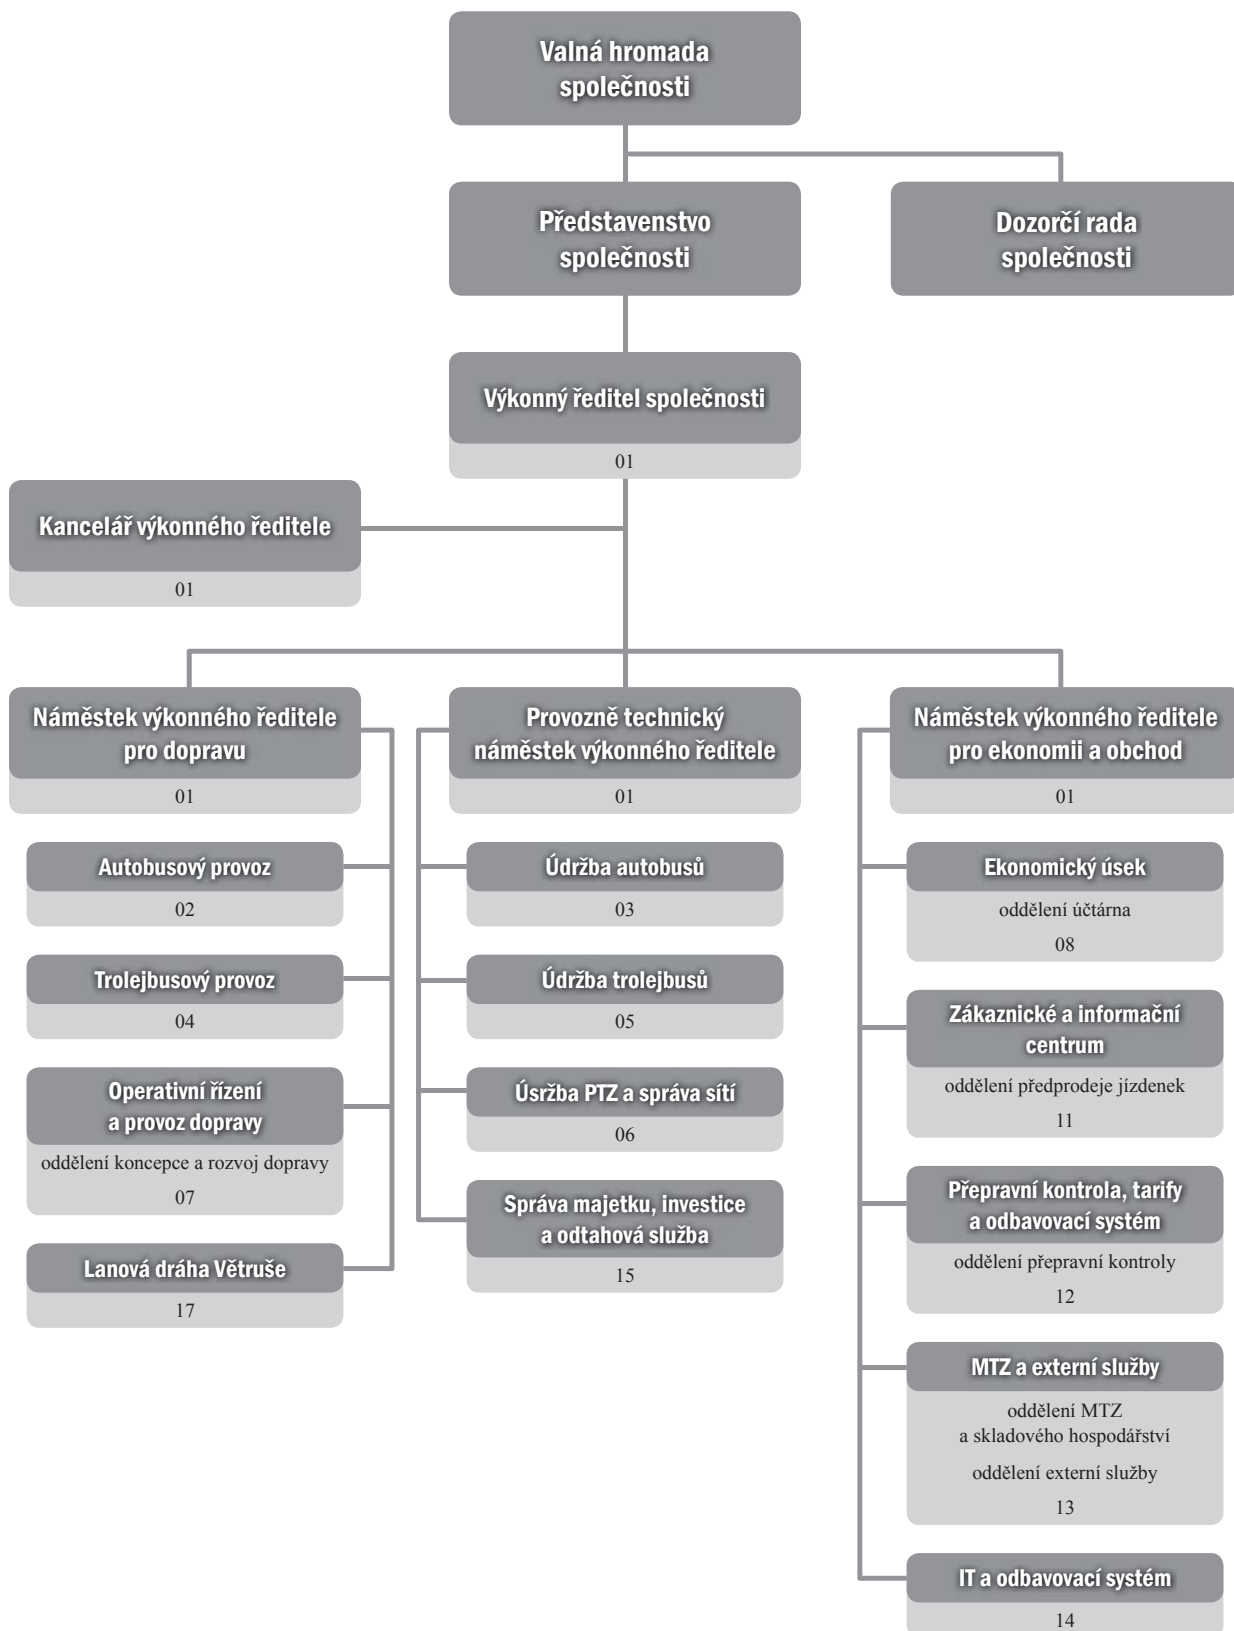 Valná hromada
společnosti
Představenstvo
společnosti
Dozorčí rada
společnosti
Výkonný ředitel společnosti
01
Kancelář výkonného ředitele
01
Náměstek výkonného ředitele
pro dopravu
01
Autobusový provoz
02
Trolejbusový provoz
04
Operativní řízení
a provoz dopravy
oddělení koncepce a rozvoj dopravy
07
Lanová dráha Větruše
17
Provozně technický
náměstek výkonného ředitele
01
Údržba autobusů
03
Údržba trolejbusů
05
Úsržba PTZ a správa sítí
06
Správa majetku, investice
a odtahová služba
15
Náměstek výkonného ředitele
pro ekonomii a obchod
01
Ekonomický úsek
oddělení účtárna
08
Zákaznické a informační
centrum
oddělení předprodeje jízdenek
11
Přepravní kontrola, tarify
a odbavovací systém
oddělení přepravní kontroly
12
MTZ a externí služby
oddělení MTZ
a skladového hospodářství
oddělení externí služby
13
IT a odbavovací systém
14